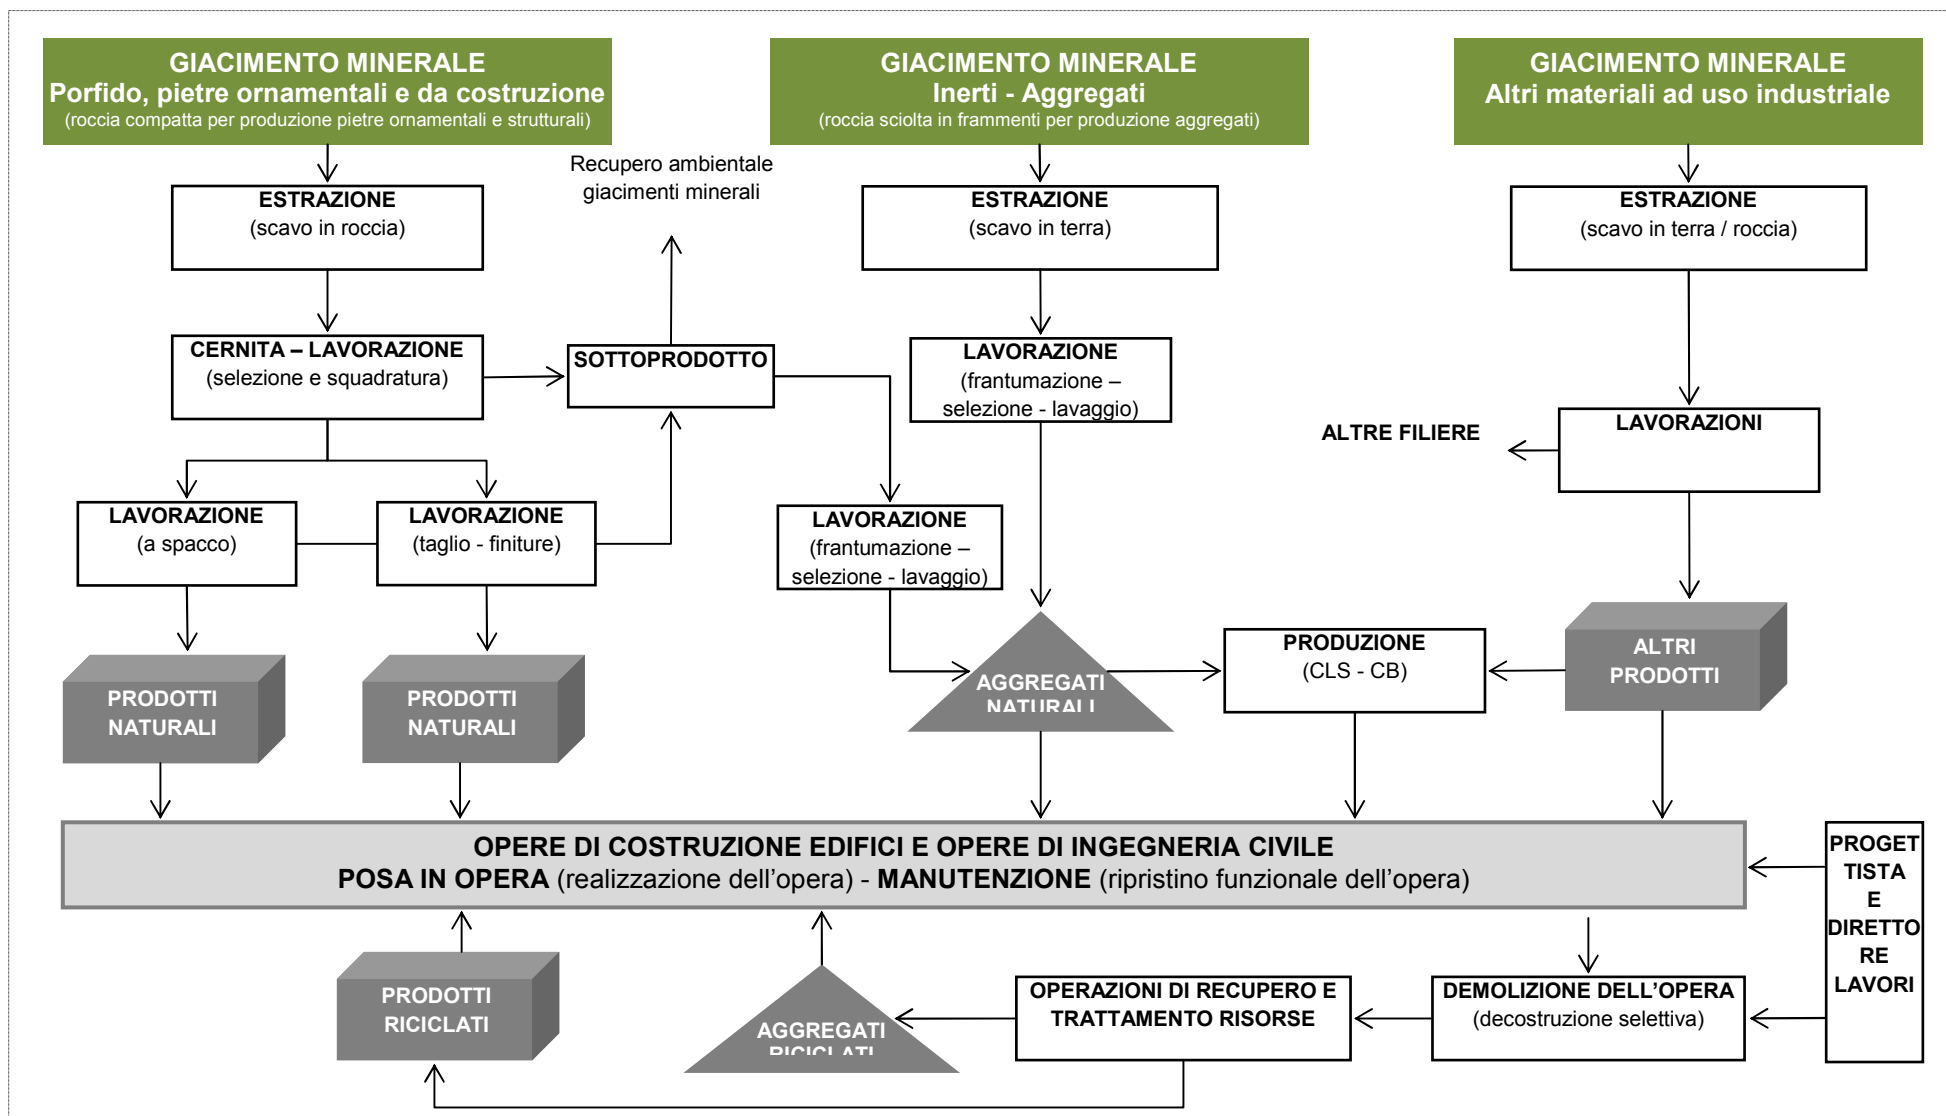 GIACIMENTO MINERALE
Porfido, pietre ornamentali e da costruzione
(roccia compatta per produzione pietre ornamentali e strutturali)
GIACIMENTO MINERALE
Inerti - Aggregati
(roccia sciolta in frammenti per produzione aggregati)
GIACIMENTO MINERALE
Altri materiali ad uso industriale
Recupero ambientale
giacimenti minerali
ESTRAZIONE
(scavo in roccia)
ESTRAZIONE
(scavo in terra)
ESTRAZIONE
(scavo in terra / roccia)
CERNITA – LAVORAZIONE
(selezione e squadratura)
SOTTOPRODOTTO
LAVORAZIONE
(frantumazione –
selezione - lavaggio)
ALTRE FILIERE
LAVORAZIONI
LAVORAZIONE
(a spacco)
LAVORAZIONE
(taglio - finiture)
LAVORAZIONE
(frantumazione –
selezione - lavaggio)
PRODOTTI
NATURALI
PRODOTTI
NATURALI
AGGREGATI
NATURALI
PRODUZIONE
(CLS - CB)
ALTRI
PRODOTTI
OPERE DI COSTRUZIONE EDIFICI E OPERE DI INGEGNERIA CIVILE
POSA IN OPERA (realizzazione dell’opera) - MANUTENZIONE (ripristino funzionale dell’opera)
PROGET
TISTA
E
DIRETTO
RE
LAVORI
PRODOTTI
RICICLATI
AGGREGATI
RICICLATI
OPERAZIONI DI RECUPERO E
TRATTAMENTO RISORSE
DEMOLIZIONE DELL’OPERA
(decostruzione selettiva)